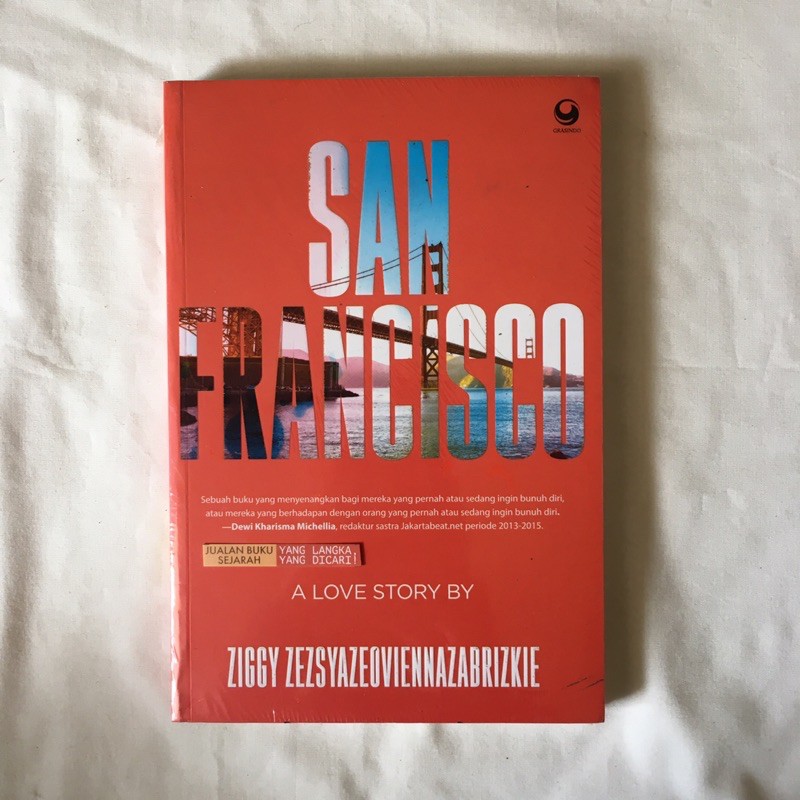 GRASINDO
SAN
FRANCISCO
Sebuah buku yang menyenangkan bagi mereka yang pernah atau sedang ingin bunuh diri,
atau mereka yang berhadapan dengan orang yang pernah atau sedang ingin bunuh diri.
—Dewi Kharisma Michellia, redaktur sastra Jakartabeat.net periode 2013-2015.
JUALAN BUKU
SEJARAH
YANG LANGKA,
YANG DICARI!
A LOVE STORY BY
ZIGGY ZEZSYAZEOVIENNAZABRIZKIE